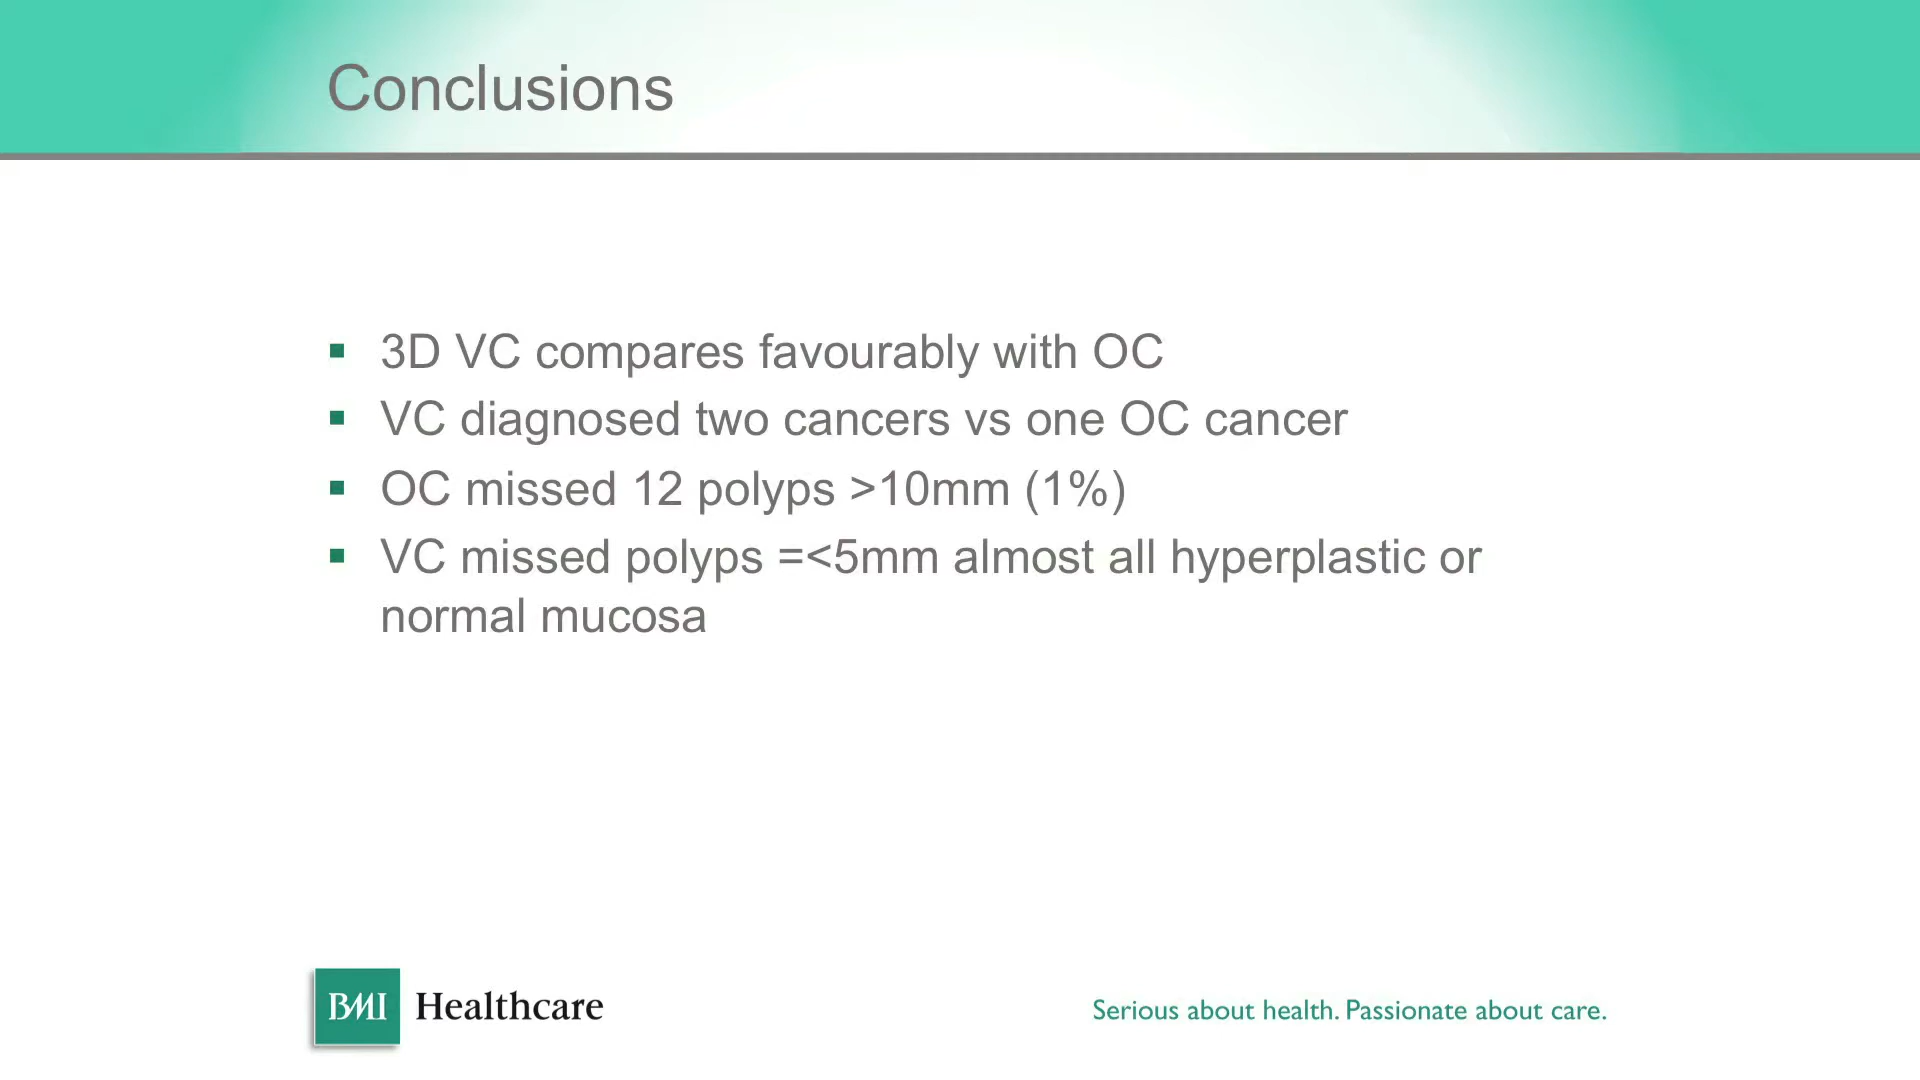 Conclusions
3D VC compares favourably with OC
VC diagnosed two cancers vs one OC cancer
OC missed 12 polyps >10mm (1%)
VC missed polyps =<5mm almost all hyperplastic or
normal mucosa
BMI Healthcare
Serious about health. Passionate about care.